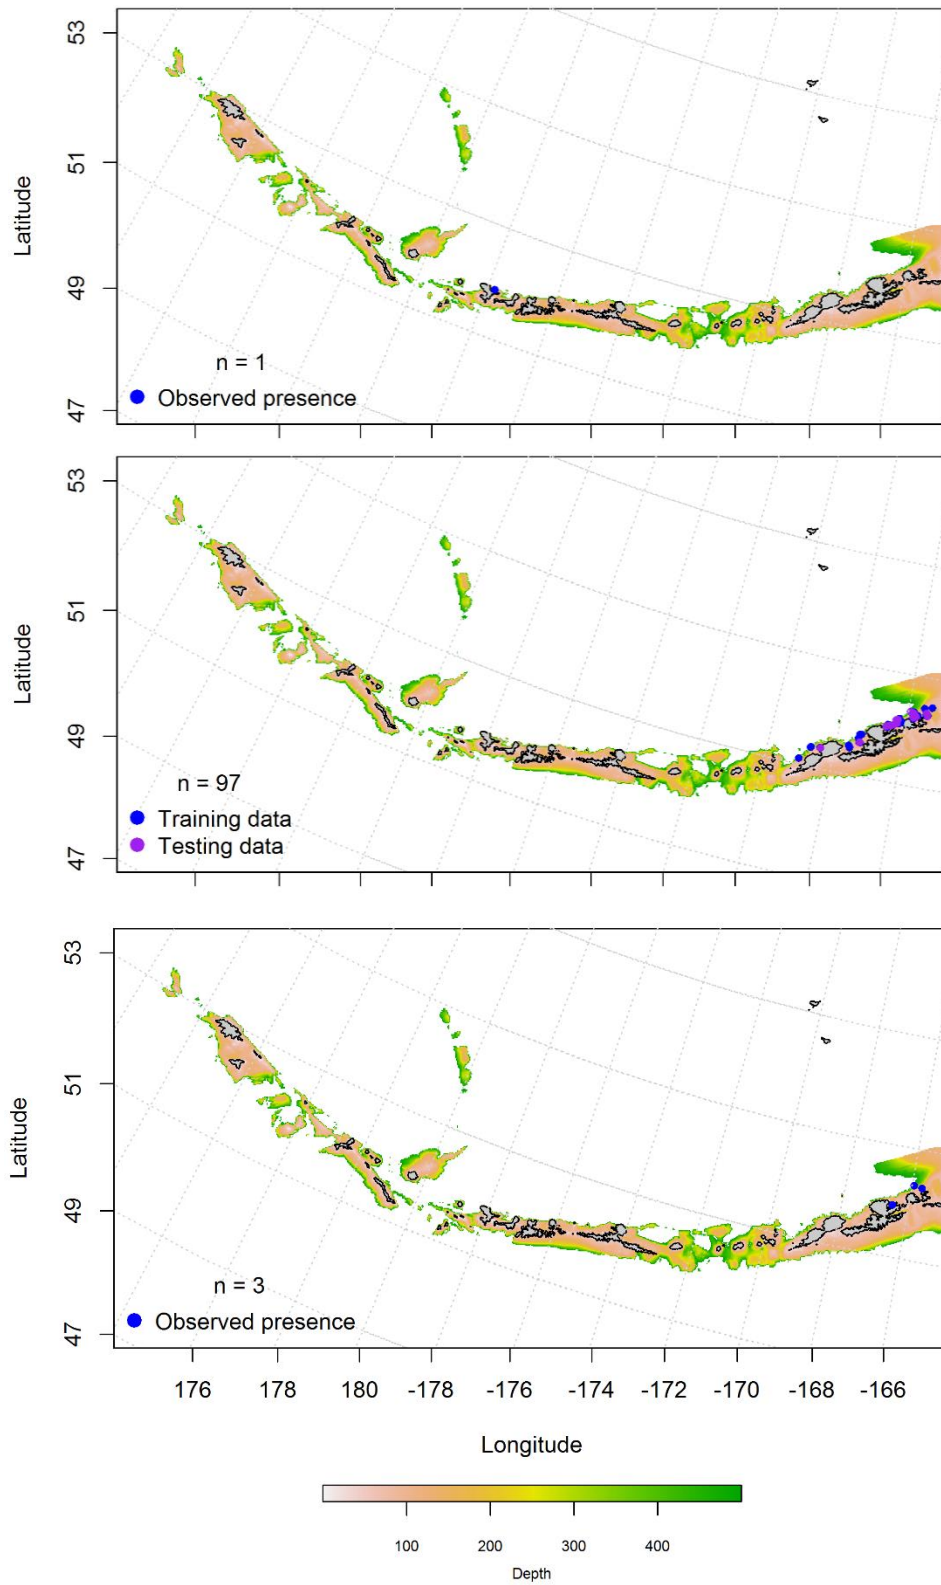 53
51
49
47
Latitude
n = 1
Observed presence
53
51
49
47
Latitude
n = 97
Training data
Testing data
53
51
49
47
Latitude
n = 3
Observed presence
176 178 180 -178 -176 -174 -172 -170 -168 -166
Longitude
100 200 300 400
Depth